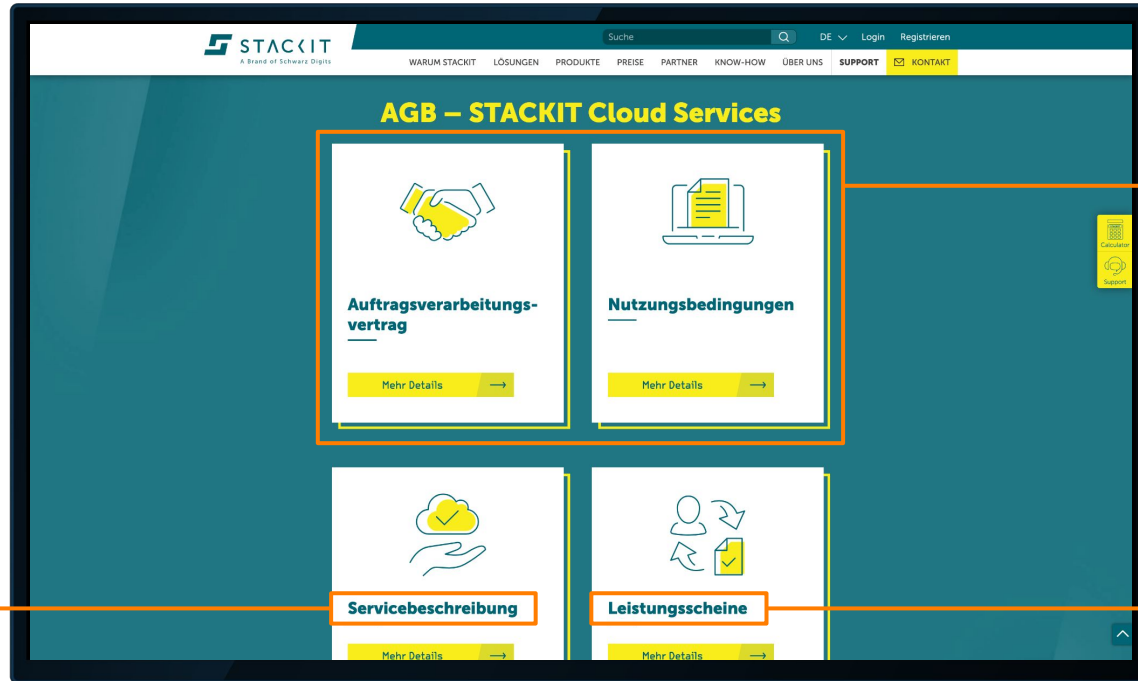 STACKIT
A Brand of Schwarz Digits
Suche
DE
Login
Registrieren
WARUM STACKIT
LÖSUNGEN
PRODUKTE
PREISE
PARTNER
KNOW-HOW
ÜBER UNS
SUPPORT
KONTAKT
AGB – STACKIT Cloud Services
Auftragsverarbeitungs-
vertrag
Mehr Details
Nutzungsbedingungen
Mehr Details
Calculator
Support
Servicebeschreibung
Mehr Details
Leistungsscheine
Mehr Details